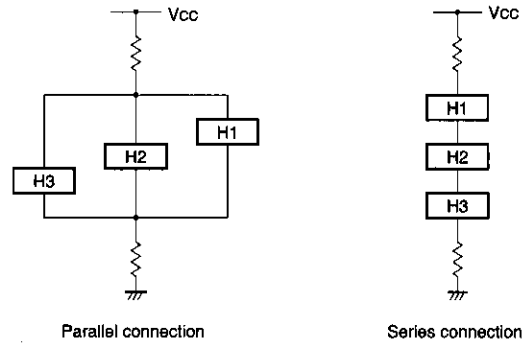 Vcc
Vcc
H1
H2
H3
H1
H2
H3
Parallel connection
Series connection